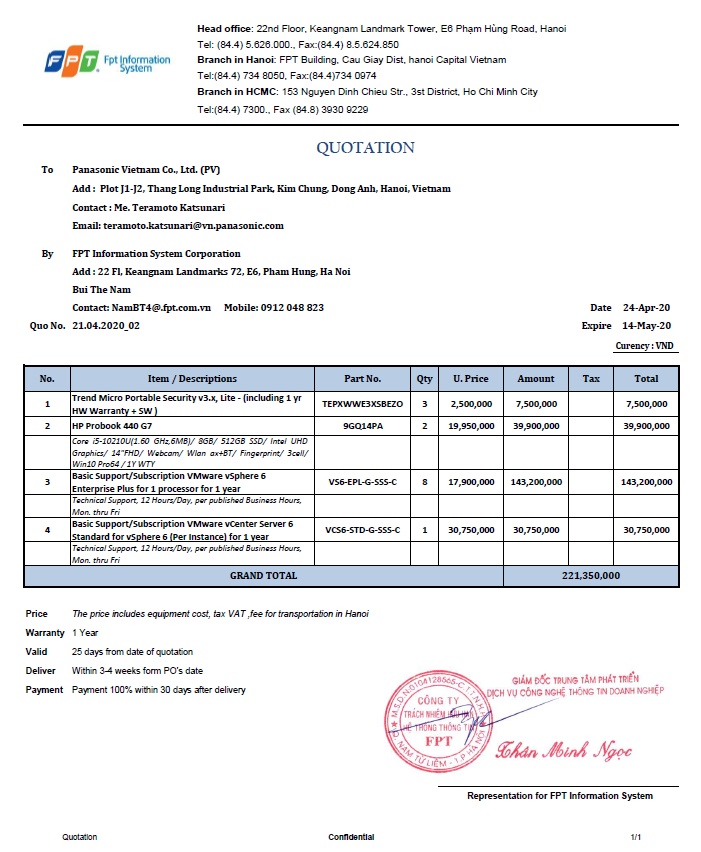 FPT. Fpt Information
System
Head office: 22nd Floor, Keangnam Landmark Tower, E6 Phạm Hùng Road, Hanoi
Tel: (84.4) 5.626.000., Fax:(84.4) 8.5.624.850
Branch in Hanoi: FPT Building, Cau Giay Dist, hanoi Capital Vietnam
Tel:(84.4) 734 8050, Fax:(84.4)734 0974
Branch in HCMC: 153 Nguyen Dinh Chieu Str., 3st District, Ho Chi Minh City
Tel:(84.4) 7300., Fax (84.8) 3930 9229
QUOTATION
To Panasonic Vietnam Co., Ltd. (PV)
Add : Plot J1-J2, Thang Long Industrial Park, Kim Chung, Dong Anh, Hanoi, Vietnam
Contact : Me. Teramoto Katsunari
Email: teramoto.katsunari@vn.panasonic.com
By FPT Information System Corporation
Add : 22 Fl, Keangnam Landmarks 72, E6, Pham Hung, Ha Noi
Bui The Nam
Contact: NamBT4@.fpt.com.vn Mobile: 0912 048 823 Date 24-Apr-20
Quo No. 21.04.2020_02 Expire 14-May-20
Curency : VND
No. Item / Descriptions Part No. Qty U. Price Amount Tax Total
1 Trend Micro Portable Security v3.x, Lite - (including 1 yr HW Warranty + SW ) TEPXWWE3XSBEZO 3 2,500,000 7,500,000 7,500,000
2 HP Probook 440 G7 9GQ14PA 2 19,950,000 39,900,000 39,900,000
Core i5-10210U(1.60 GHz,6MB)/ 8GB/ 512GB SSD/ Intel UHD
Graphics/ 14"FHD/ Webcam/ Wlan ax+BT/ Fingerprint/ 3cell/
Win10 Pro64 / 1Y WTY
3 Basic Support/Subscription VMware vSphere 6 Enterprise Plus for 1 processor for 1 year VS6-EPL-G-SSS-C 8 17,900,000 143,200,000 143,200,000
Technical Support, 12 Hours/Day, per published Business Hours,
Mon. thru Fri
4 Basic Support/Subscription VMware vCenter Server 6 Standard for vSphere 6 (Per Instance) for 1 year VCS6-STD-G-SSS-C 1 30,750,000 30,750,000 30,750,000
Technical Support, 12 Hours/Day, per published Business Hours,
Mon. thru Fri
GRAND TOTAL 221,350,000
Price The price includes equipment cost, tax VAT ,fee for transportation in Hanoi
Warranty 1 Year
Valid 25 days from date of quotation
Deliver Within 3-4 weeks form PO's date
Payment Payment 100% within 30 days after delivery
GIÁM ĐỐC TRUNG TÂM PHÁT TRIỂN
DỊCH VỤ CÔNG NGHỆ THÔNG TIN DOANH NGHIỆP
CÔNG TY
TRÁCH NHIỆM HỮU HẠN
HỆ THỐNG THÔNG TIN
FPT
Q. NAM TỪ LIÊM - T.P HÀ NỘI
Thân Minh Ngọc
Representation for FPT Information System
Quotation Confidential 1/1